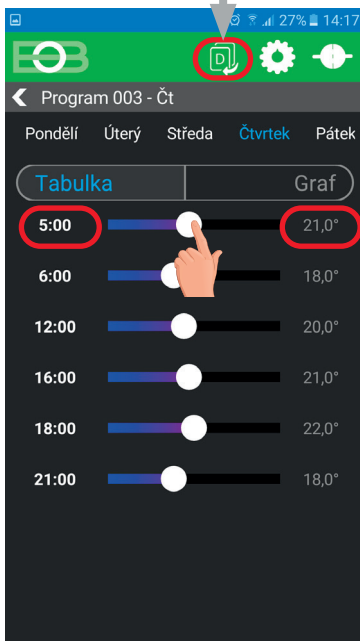 27% 14:17
EOB
D
Program 003 - Čt
Pondělí Úterý Středa Čtvrtek Pátek
Tabulka Graf
5:00 21,0°
6:00 18,0°
12:00 20,0°
16:00 21,0°
18:00 22,0°
21:00 18,0°